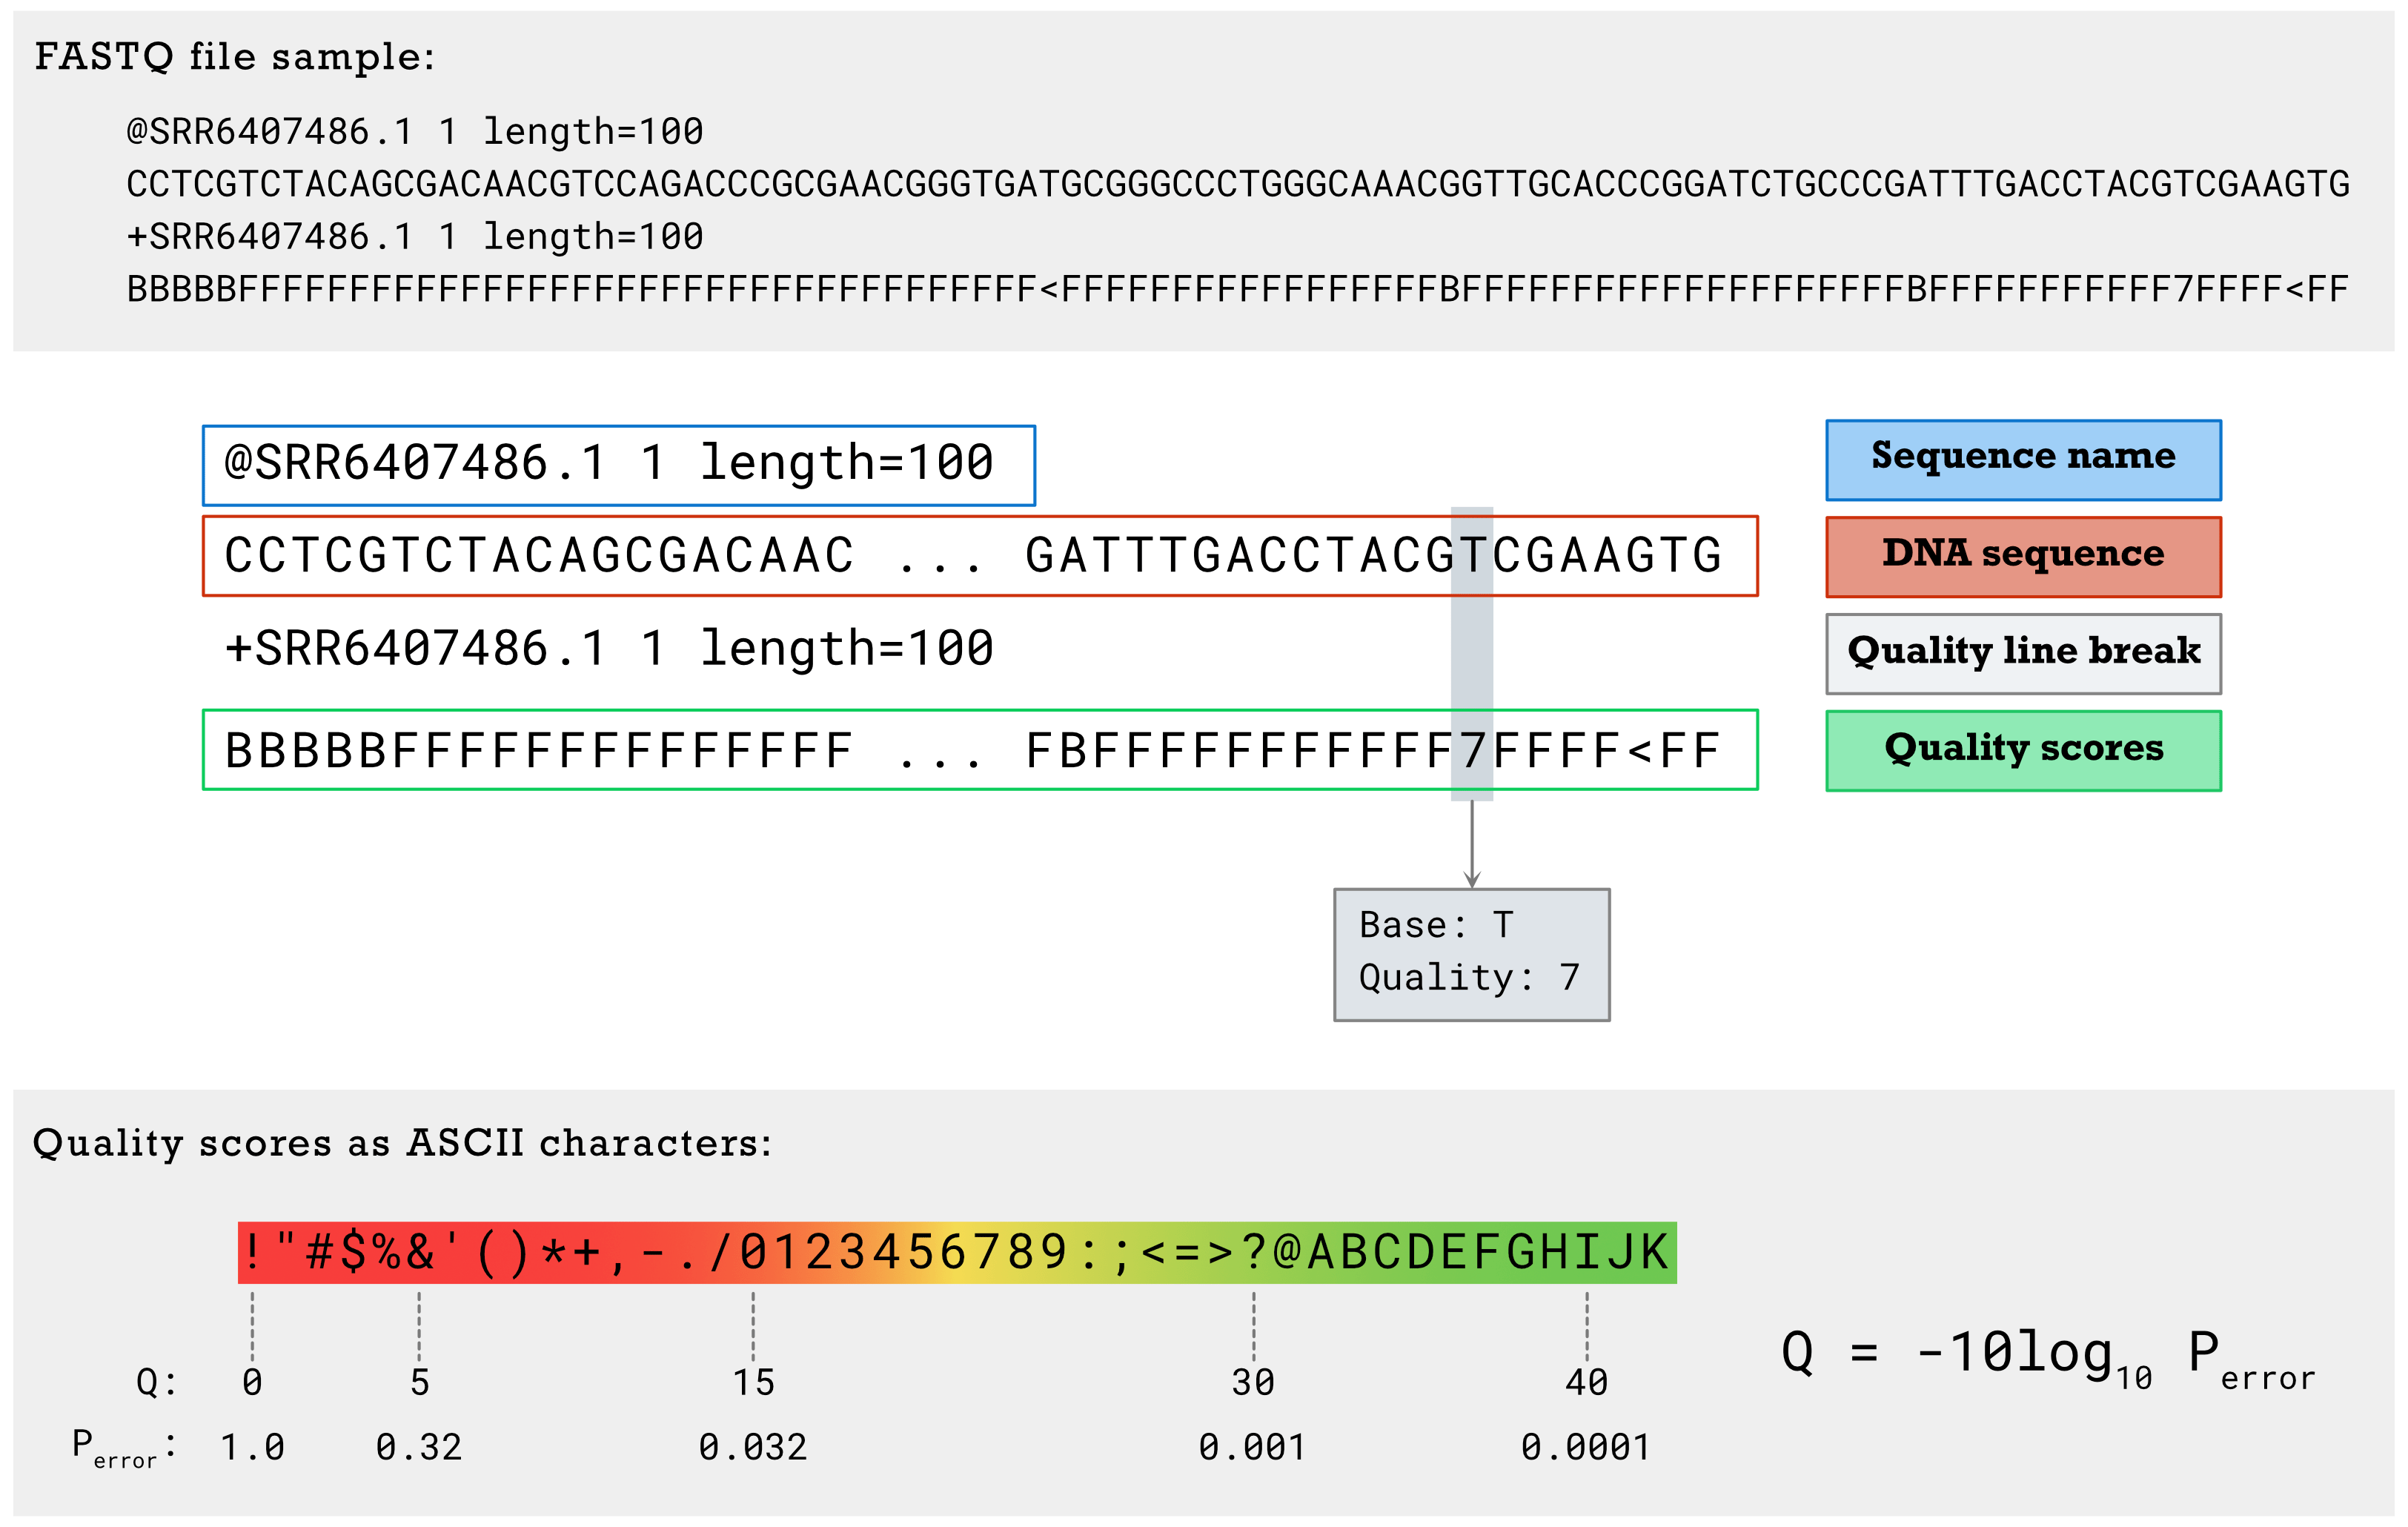 FASTQ file sample:
@SRR6407486.1 1 length=100
CCTCGTCTACAGCGACAACGTCCAGACCCGCGAACGGGTGATGCGGGCCCTGGGCAAACGGTTGCACCCGGATCTGCCCGATTTGACCTACGTCGAAGTG
+SRR6407486.1 1 length=100
BBBBBFFFFFFFFFFFFFFFFFFFFFFFFFFFFFFFFFFFF<FFFFFFFFFFFFFFFFFBFFFFFFFFFFFFFFFFFFFFBFFFFFFFFFFF7FFFF<FF
@SRR6407486.1 1 length=100
Sequence name
CCTCGTCTACAGCGACAAC ... GATTTGACCTACGTCGAAGTG
DNA sequence
+SRR6407486.1 1 length=100
Quality line break
BBBBBFFFFFFFFFFFFFF ... FBFFFFFFFFFFF7FFFF<FF
Quality scores
Base: T
Quality: 7
Quality scores as ASCII characters:
!"#$%&'()*+,-./0123456789:;<=>?@ABCDEFGHIJK
Q: 0 5 15 30 40
Perror: 1.0 0.32 0.032 0.001 0.0001
Q = -10log10 Perror